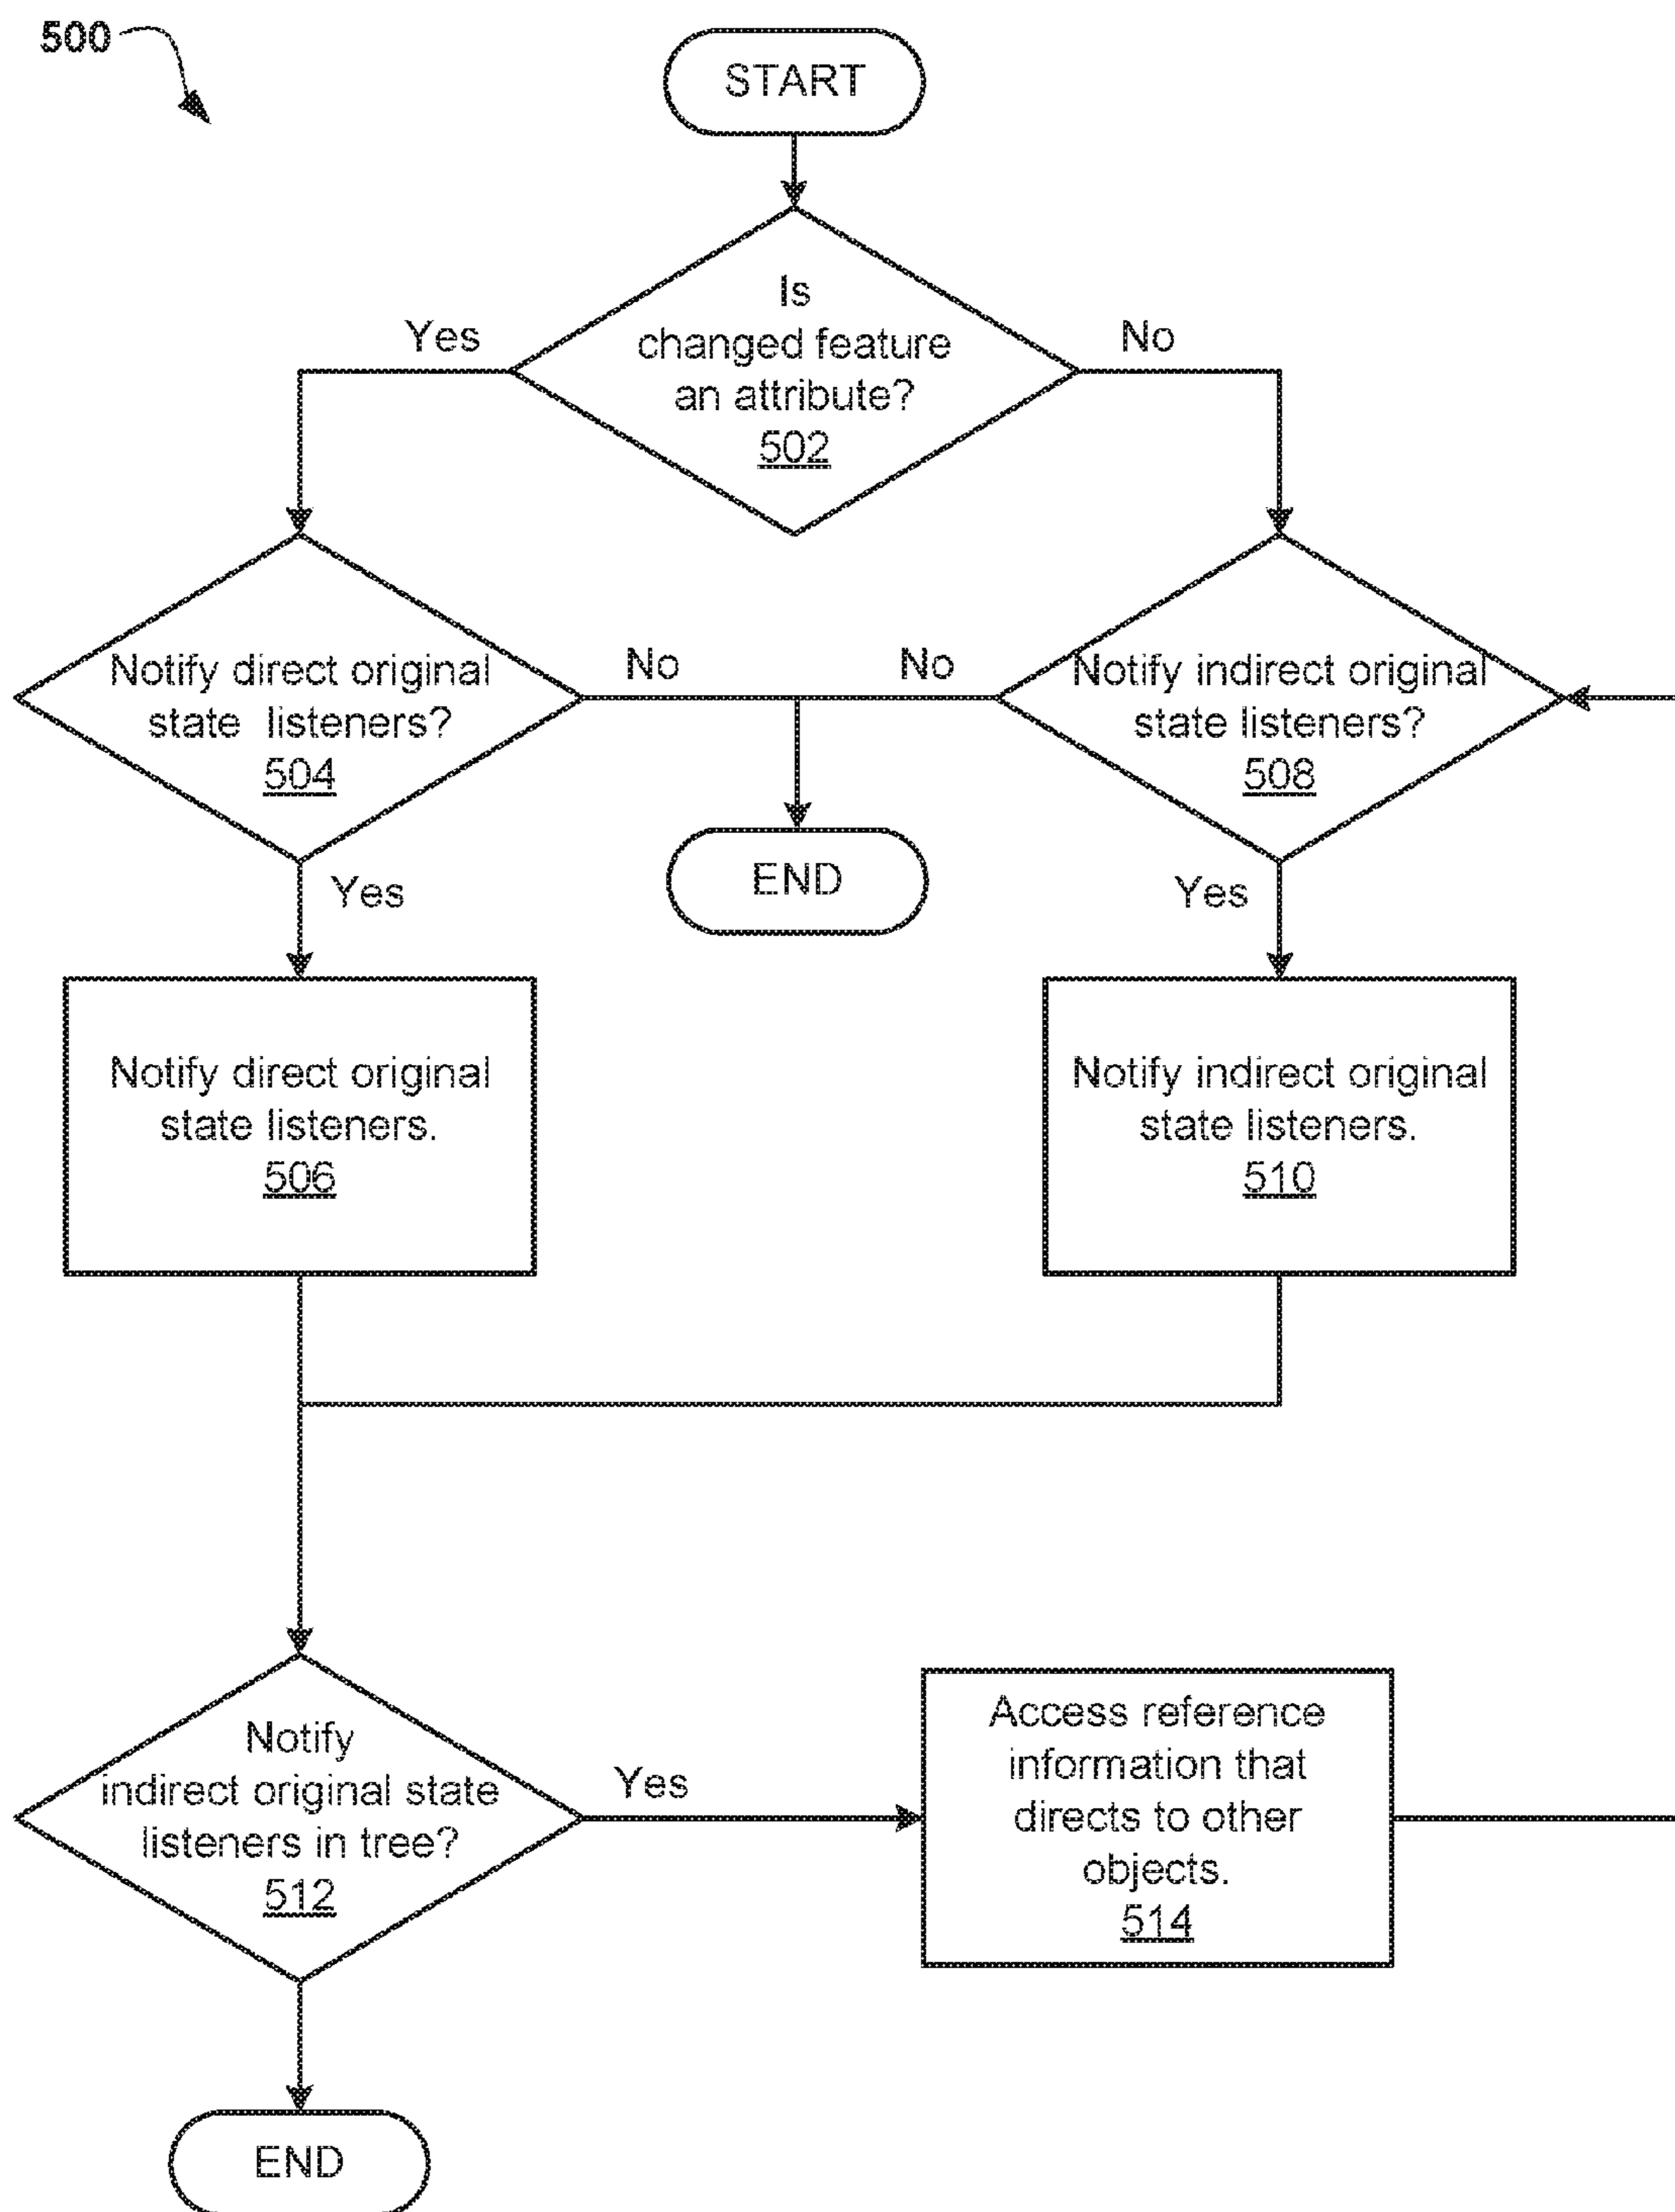 500
START
Is
changed feature
an attribute?
502
Yes
No
Notify direct original
state listeners?
504
No
No
Notify indirect original
state listeners?
508
END
Yes
Yes
Notify direct original
state listeners.
506
Notify indirect original
state listeners.
510
Notify
indirect original state
listeners in tree?
512
Yes
Access reference
information that
directs to other
objects.
514
END